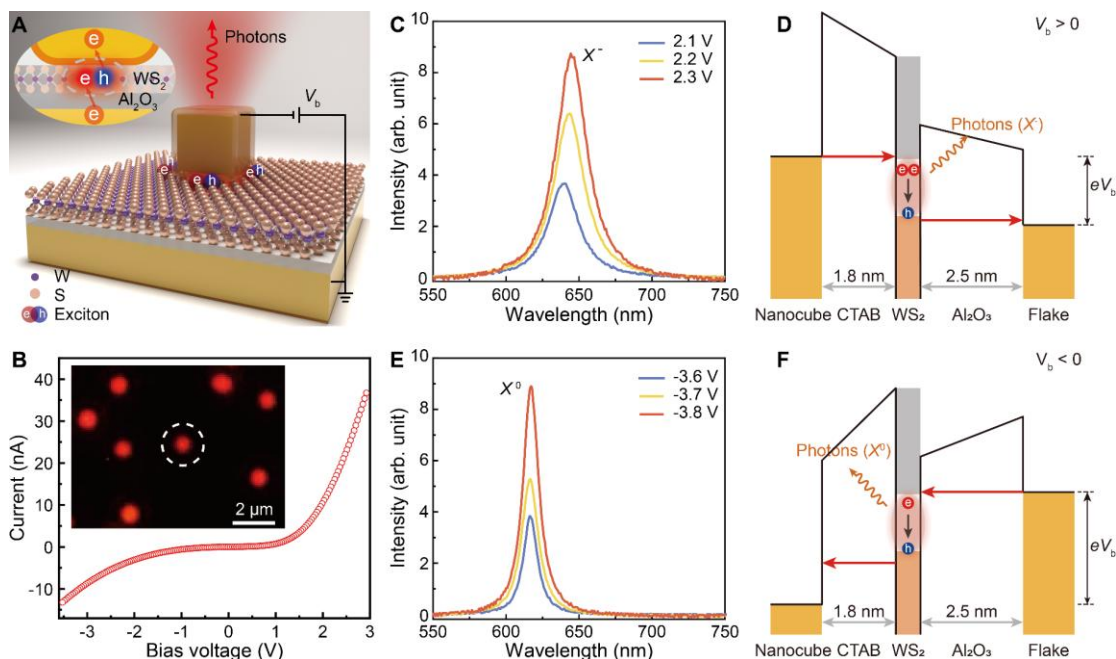 A
Photons
e
e h
WS₂
Al₂O₃
e
V_b
h
e
e h
e h
W
S
e h Exciton
B
Current (nA)
40
30
20
10
0
-10
2 μm
-3 -2 -1 0 1 2 3
Bias voltage (V)
C
Intensity (arb. unit)
10
8
6
4
2
0
X⁻
2.1 V
2.2 V
2.3 V
550 600 650 700 750
Wavelength (nm)
D
V_b > 0
Photons (X⁻)
e e
h
eV_b
1.8 nm 2.5 nm
Nanocube CTAB WS₂ Al₂O₃ Flake
E
Intensity (arb. unit)
10
8
6
4
2
0
X⁰
-3.6 V
-3.7 V
-3.8 V
550 600 650 700 750
Wavelength (nm)
F
V_b < 0
Photons (X⁰)
e
h
eV_b
1.8 nm 2.5 nm
Nanocube CTAB WS₂ Al₂O₃ Flake